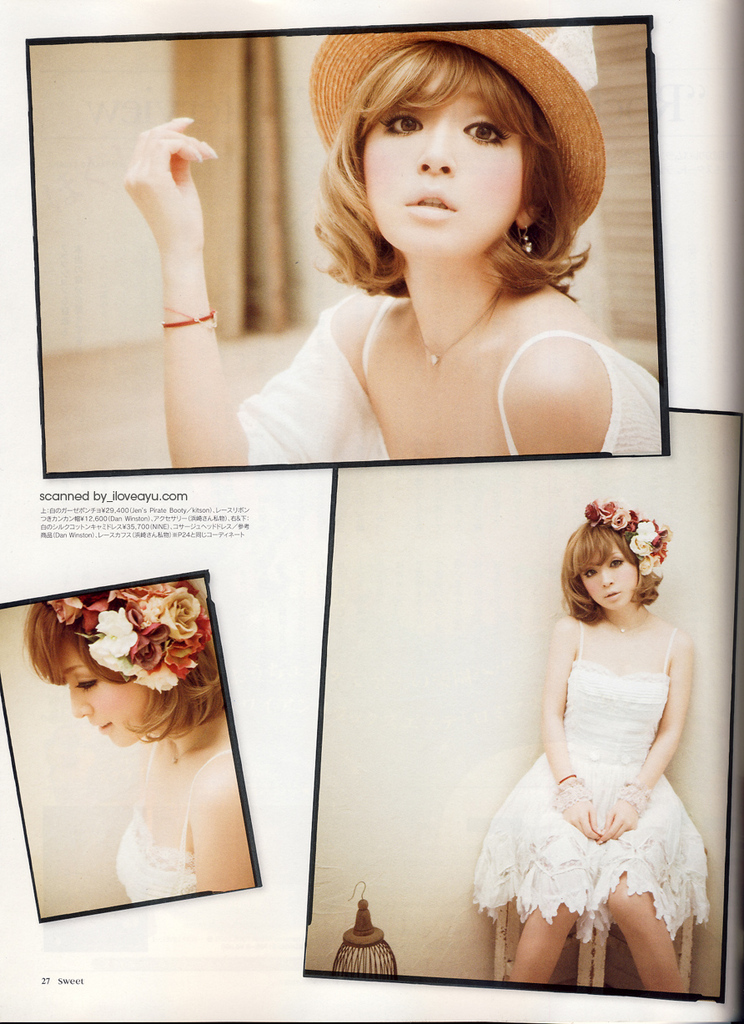 scanned by_iloveayu.com
上:白のガーゼポンチョ¥29,400(Jen's Pirate Booty/kitson)、レースリボン
つきカンカン帽¥12,600(Dan Winston)、アクセサリー(浜崎さん私物)、右&下:
白のシルクコットンキャミドレス¥35,700(NINE)、コサージュヘッドドレス/参考
商品(Dan Winston)、レースカフス(浜崎さん私物)※P24と同じコーディネート
27 Sweet